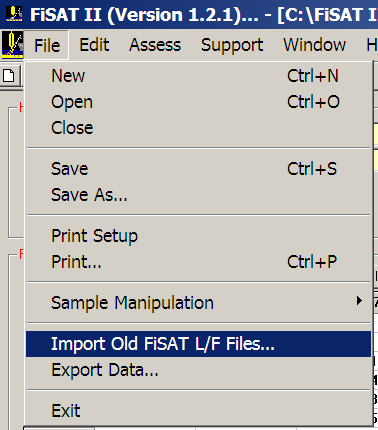 FiSAT II (Version 1.2.1)... - [C:\FiSAT I
File Edit Assess Support Window H
New Ctrl+N
Open Ctrl+O
Close
Save Ctrl+S
Save As...
Print Setup
Print... Ctrl+P
Sample Manipulation
Import Old FiSAT L/F Files...
Export Data...
Exit